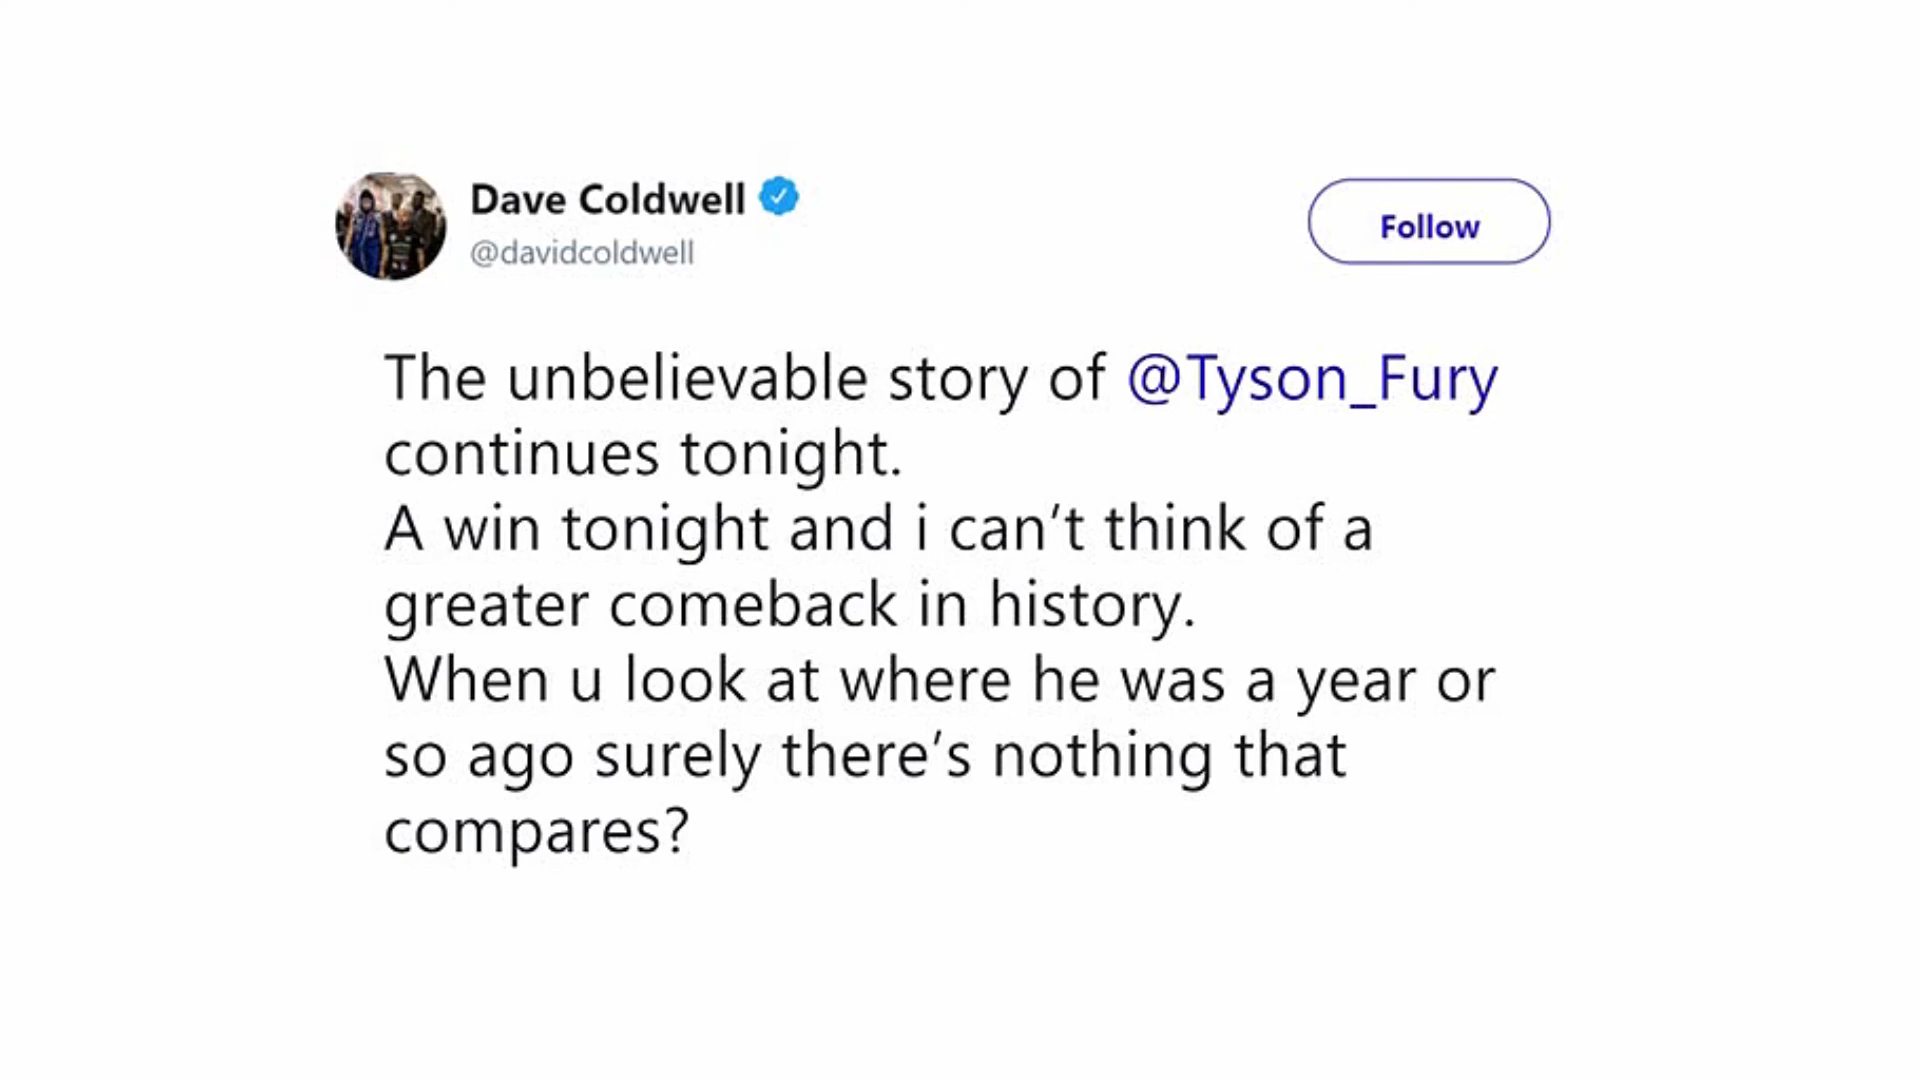 Dave Coldwell
@davidcoldwell
Follow
The unbelievable story of @Tyson_Fury
continues tonight.
A win tonight and i can’t think of a
greater comeback in history.
When u look at where he was a year or
so ago surely there’s nothing that
compares?